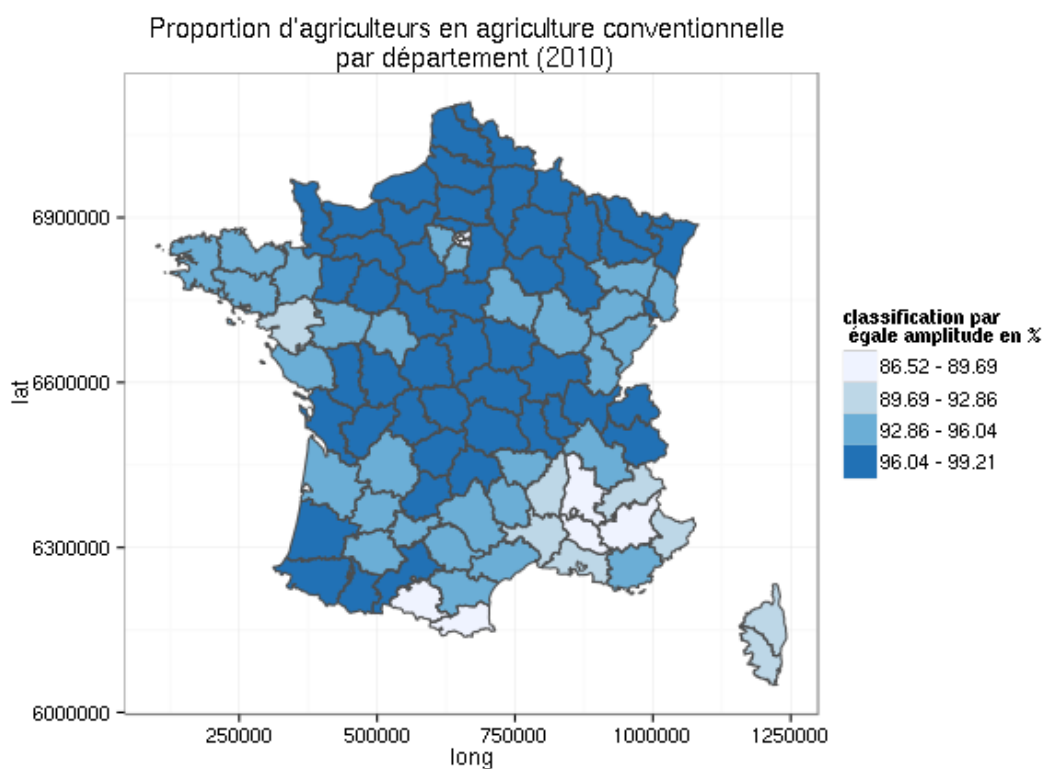 Proportion d'agriculteurs en agriculture conventionnelle
par département (2010)
6900000
6600000
6300000
6000000
lat
250000
500000
750000
1000000
1250000
long
classification par
égale amplitude en %
86.52 - 89.69
89.69 - 92.86
92.86 - 96.04
96.04 - 99.21